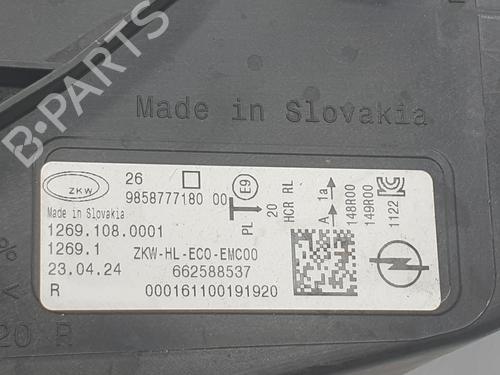 Made in Slovakia
ZKW
26
9858777180 00
E9
PL
20
HCR RL
A 1a
148R00
149R00
1122
Made in Slovakia
1269.108.0001
1269.1
ZKW-HL-ECO-EMC00
23.04.24
662588537
R
000161100191920
20 R
B-PARTS